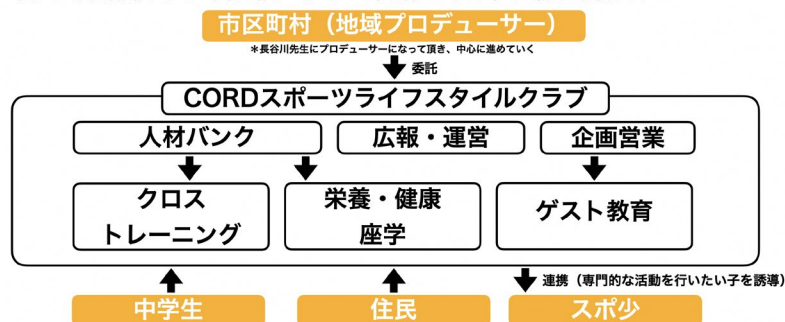 市区町村（地域プロデューサー）
＊長谷川先生にプロデューサーになって頂き、中心に進めていく
委託
CORDスポーツライフスタイルクラブ
人材バンク
広報・運営
企画営業
クロス
トレーニング
栄養・健康
座学
ゲスト教育
連携（専門的な活動を行いたい子を誘導）
中学生
住民
スポ少